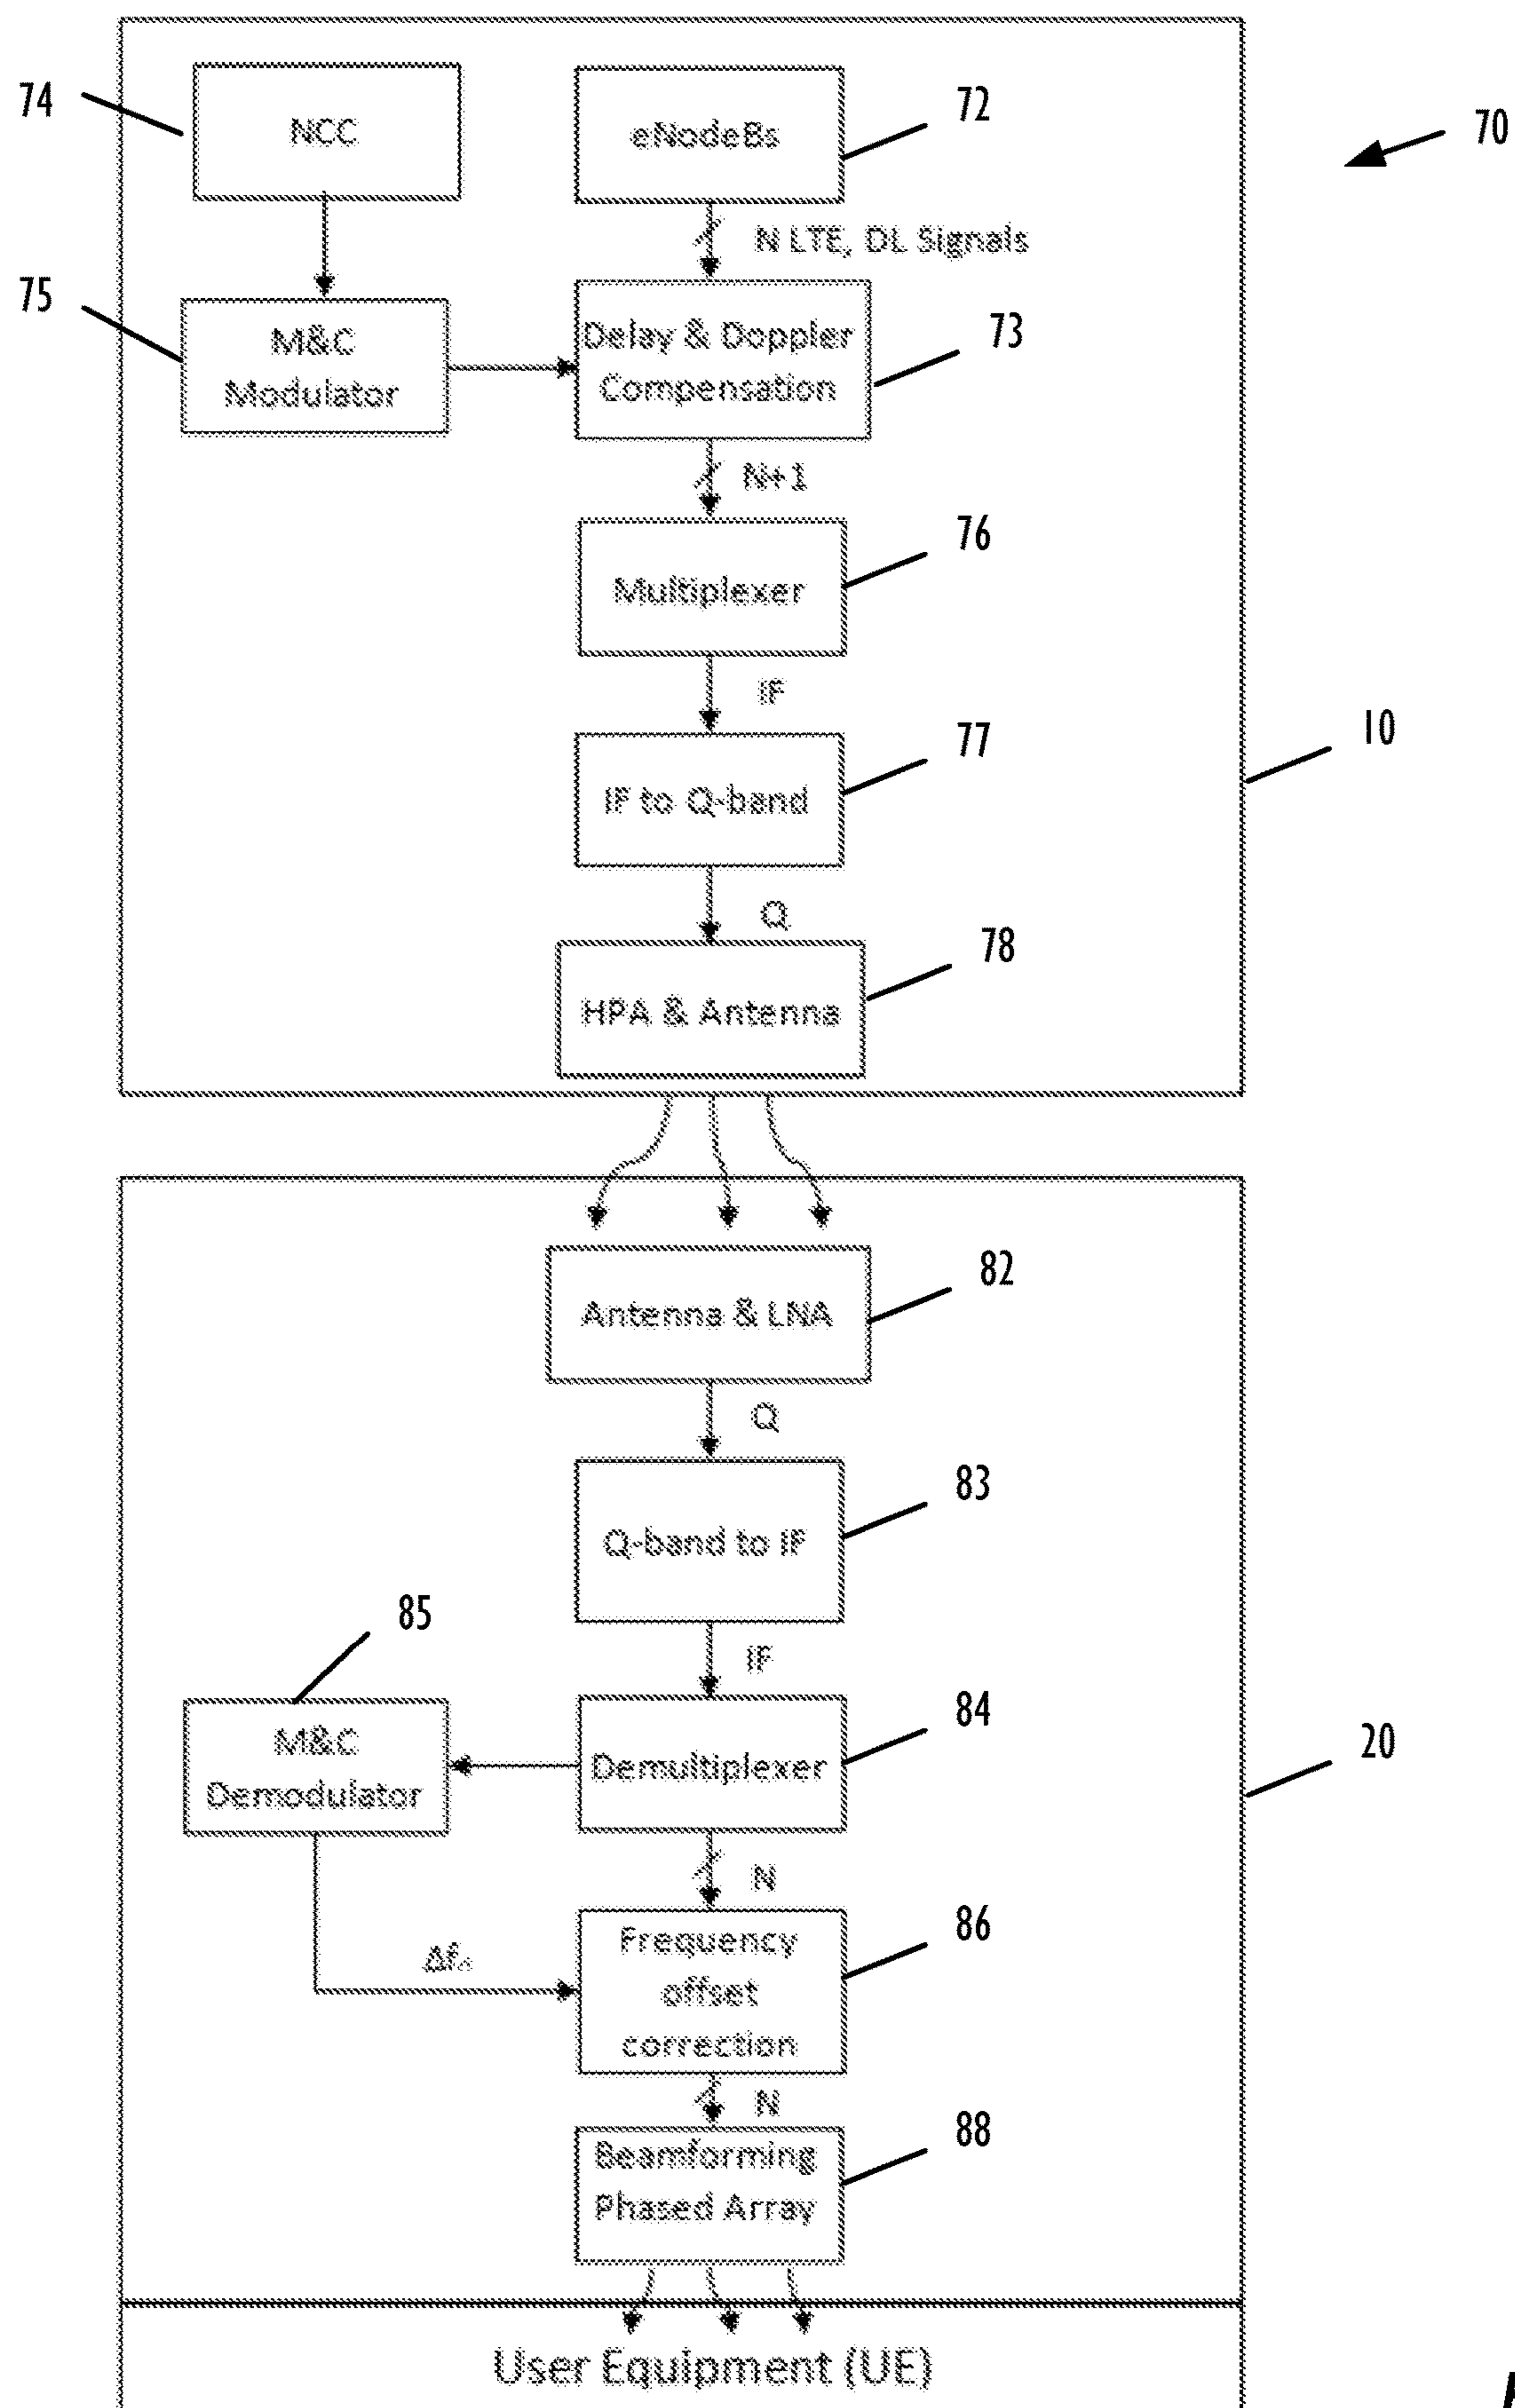 74
NCC
eNodeBs
72
70
N LTE, DL Signals
75
M&C
Modulator
Delay & Doppler
Compensation
73
N+1
Multiplexer
76
IF
IF to Q-band
77
10
Q
HPA & Antenna
78
Antenna & LNA
82
Q
Q-band to IF
83
85
IF
M&C
Demodulator
Demultiplexer
84
20
N
Frequency
offset
correction
86
N
Beamforming
Phased Array
88
User Equipment (UE)